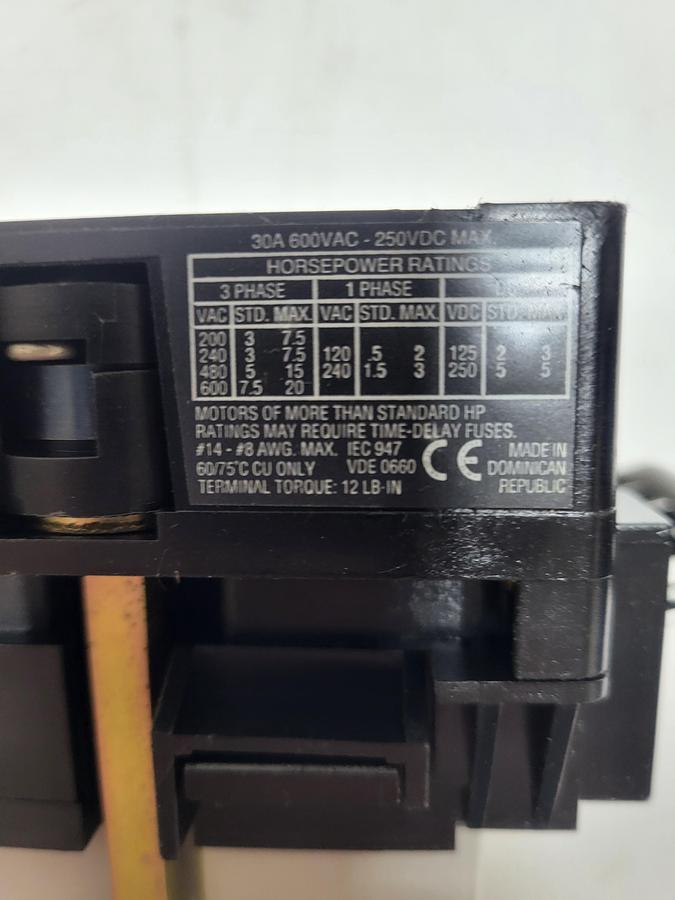 30A 600VAC - 250VDC MAX.
HORSEPOWER RATINGS
3 PHASE 1 PHASE
VAC STD. MAX. VAC STD. MAX. VDC STD. MAX.
200 3 7.5
240 3 7.5 120 .5 2 125 2 3
480 5 15 240 1.5 3 250 5 5
600 7.5 20
MOTORS OF MORE THAN STANDARD HP
RATINGS MAY REQUIRE TIME-DELAY FUSES.
#14 - #8 AWG. MAX. IEC 947 CE MADE IN
60/75°C CU ONLY VDE 0660 DOMINICAN
TERMINAL TORQUE: 12 LB-IN REPUBLIC